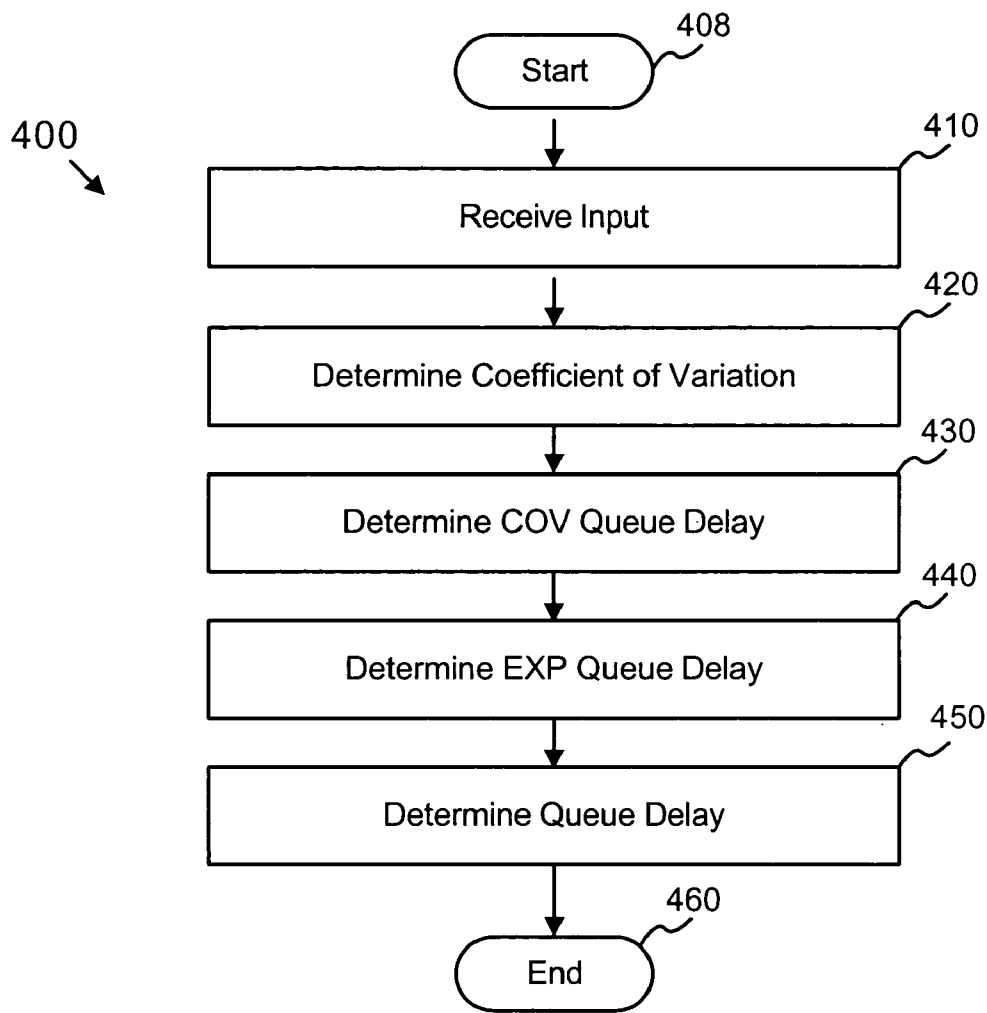 408
Start
400
410
Receive Input
420
Determine Coefficient of Variation
430
Determine COV Queue Delay
440
Determine EXP Queue Delay
450
Determine Queue Delay
460
End